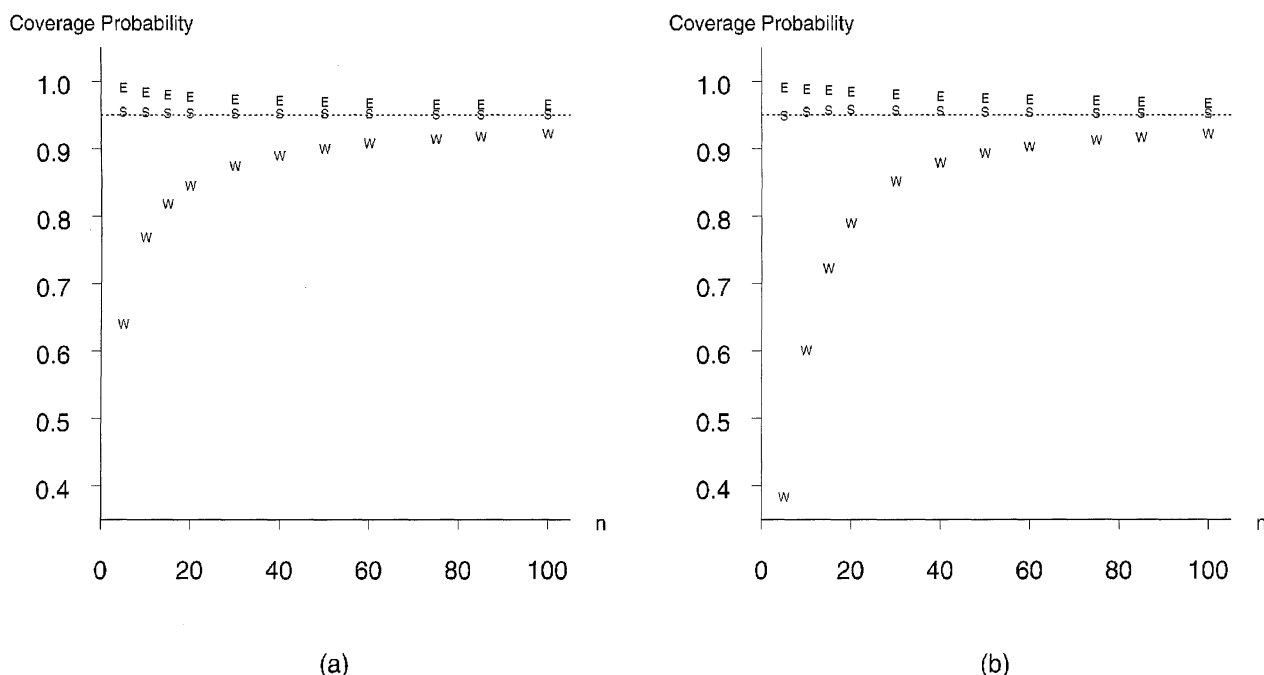 Coverage Probability
1.0
0.9
0.8
0.7
0.6
0.5
0.4
E E E E E E E E E E E
S S S S S S S S S S S
W W W W W W W W W W W
0 20 40 60 80 100
n
(a)
Coverage Probability
1.0
0.9
0.8
0.7
0.6
0.5
0.4
E E E E E E E E E E E
S S S S S S S S S S S
W W W W W W W W W W W
0 20 40 60 80 100
n
(b)